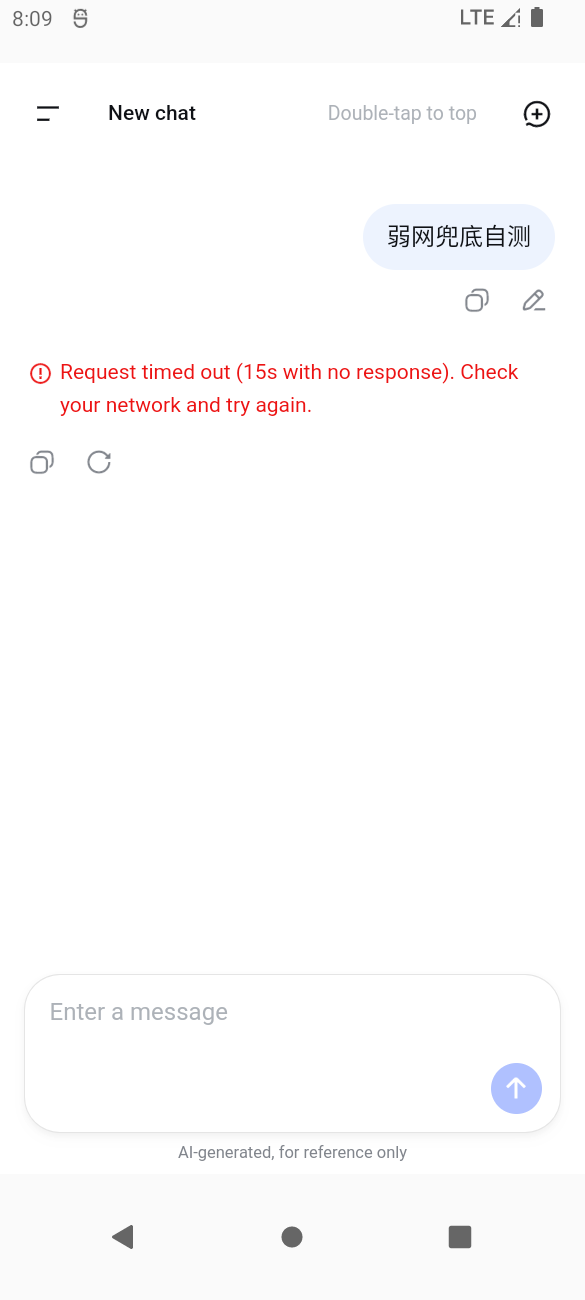 8:09
LTE
New chat
Double-tap to top
弱网兜底自测
Request timed out (15s with no response). Check
your network and try again.
Enter a message
AI-generated, for reference only